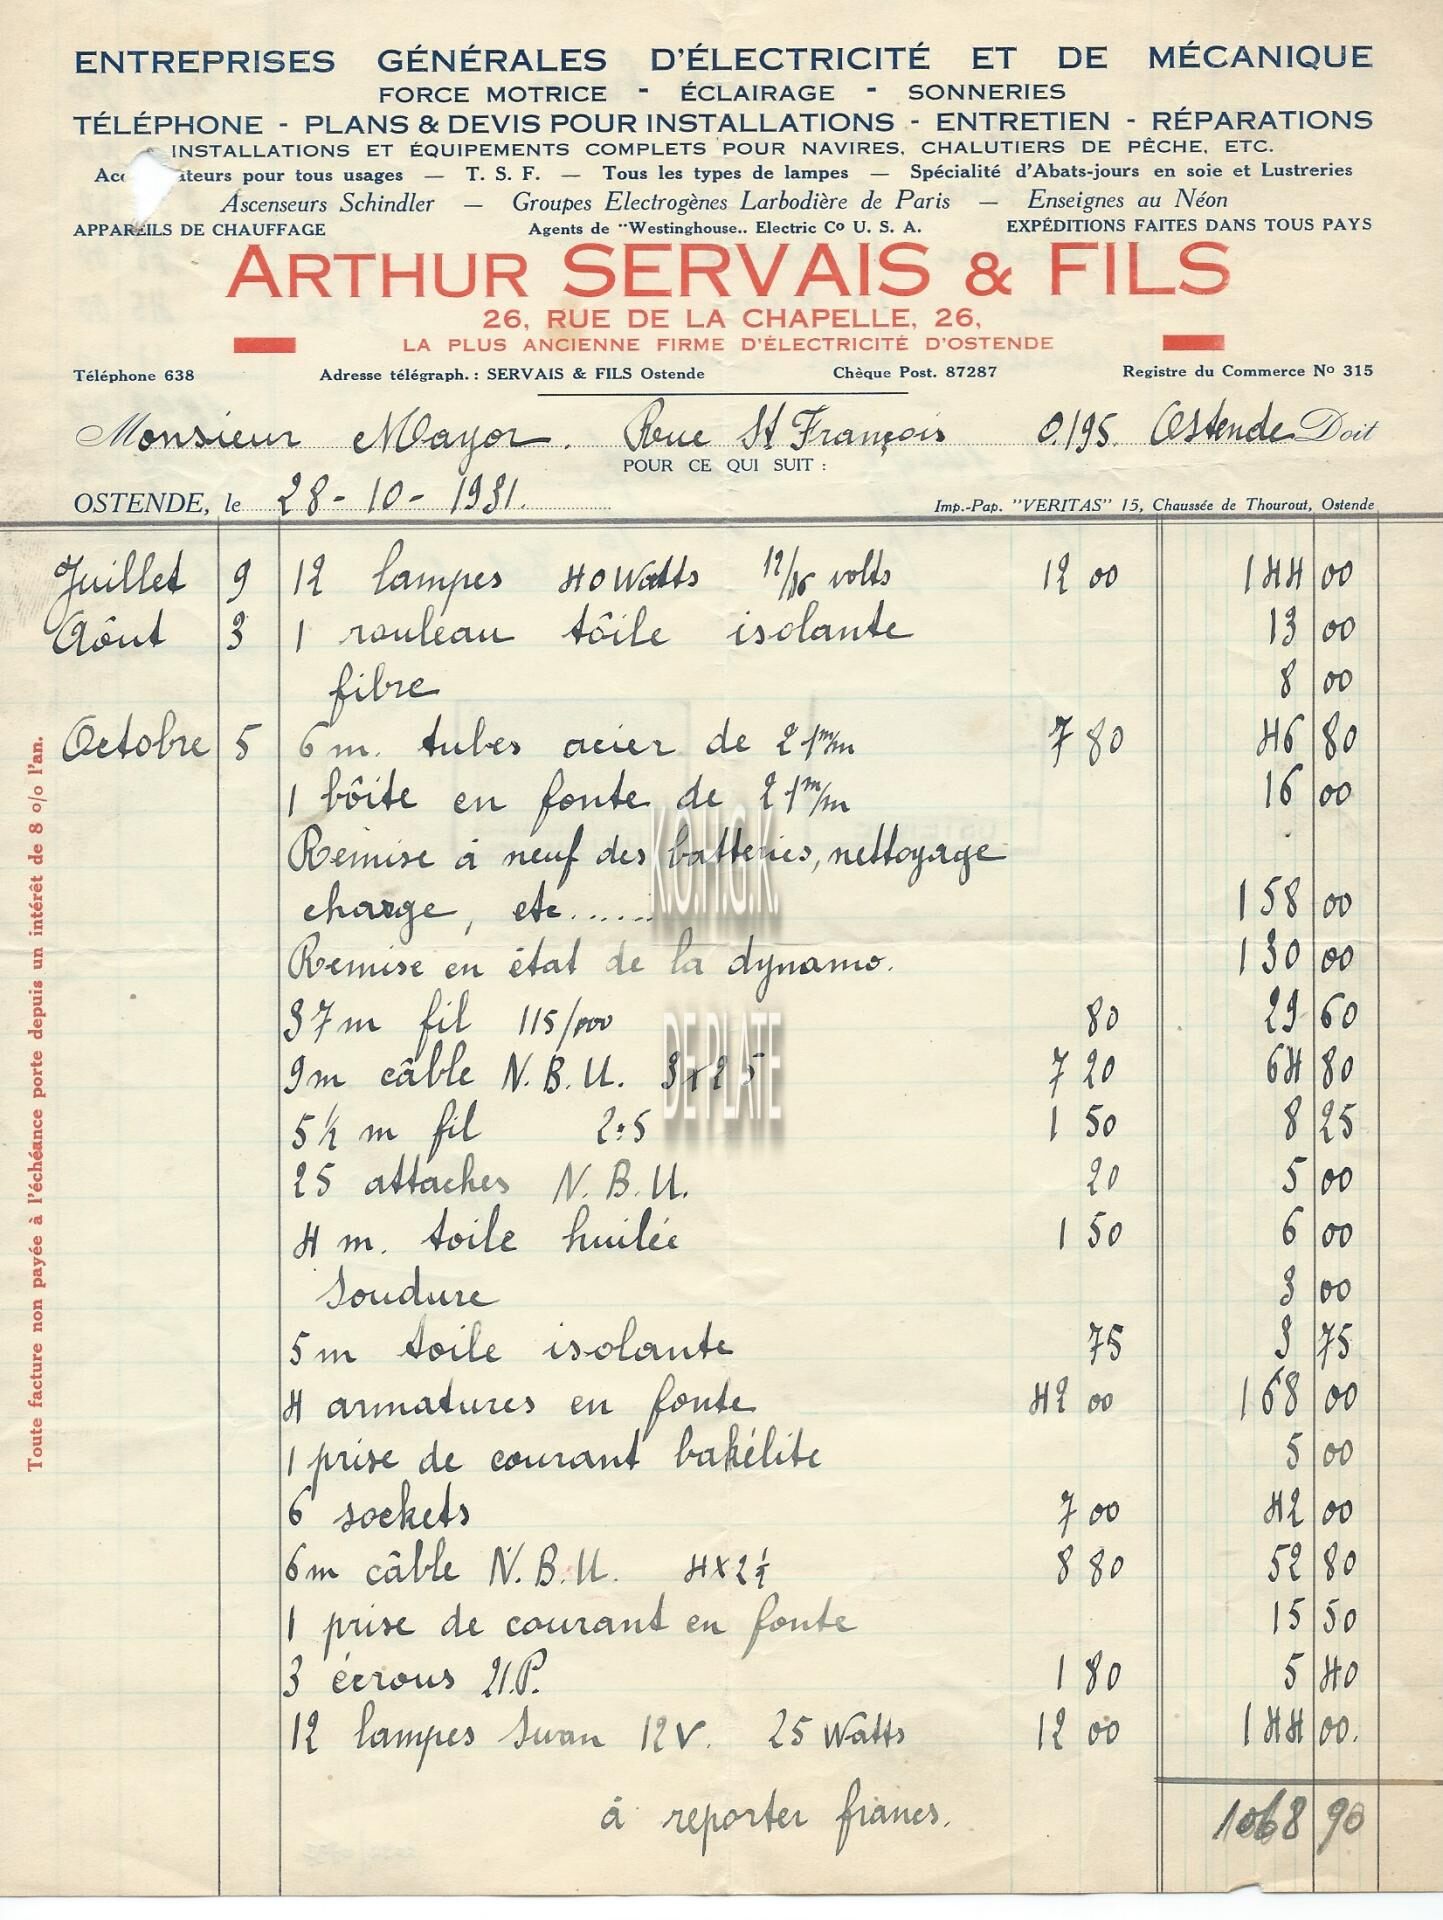 ENTREPRISES GÉNÉRALES D'ÉLECTRICITÉ ET DE MÉCANIQUE
FORCE MOTRICE - ÉCLAIRAGE - SONNERIES
TÉLÉPHONE - PLANS & DEVIS POUR INSTALLATIONS - ENTRETIEN - RÉPARATIONS
INSTALLATIONS ET ÉQUIPEMENTS COMPLETS POUR NAVIRES, CHALUTIERS DE PÊCHE, ETC.
Acc ateurs pour tous usages — T. S. F. — Tous les types de lampes — Spécialité d'Abats-jours en soie et Lustreries
Ascenseurs Schindler — Groupes Electrogènes Larbodière de Paris — Enseignes au Néon
APPAREILS DE CHAUFFAGE Agents de "Westinghouse.. Electric Co U. S. A. EXPÉDITIONS FAITES DANS TOUS PAYS
ARTHUR SERVAIS & FILS
26, RUE DE LA CHAPELLE, 26,
LA PLUS ANCIENNE FIRME D'ÉLECTRICITÉ D'OSTENDE
Téléphone 638 Adresse télégraph.: SERVAIS & FILS Ostende Chèque Post. 87287 Registre du Commerce No 315
Monsieur Mayor. Rue St François 0.195. Ostende Doit
POUR CE QUI SUIT :
OSTENDE, le 28-10-1931. Imp.-Pap. "VERITAS" 15, Chaussée de Thourout, Ostende
Juillet 9 12 lampes 40 Watts 12/16 volts 12 00 144 00
Aôut 3 1 rouleau tôile isolante 13 00
fibre 8 00
Octobre 5 6 m. tubes acier de 21 m/m 7 80 46 80
1 bôite en fonte de 21 m/m 16 00
Remise à neuf des batteries, nettoyage
charge, etc...... 158 00
Remise en état de la dynamo. 130 00
37 m fil 115/000 80 29 60
9 m câble N.B.U. 3x2 5 7 20 64 80
5 ½ m fil 2.5 1 50 8 25
25 attaches N.B.U. 20 5 00
4 m. toile huilée 1 50 6 00
Soudure 3 00
5 m toile isolante 75 3 75
4 armatures en fonte 42 00 168 00
1 prise de courant bakélite 5 00
6 sockets 7 00 42 00
6 m câble N.B.U. 4x2½ 8 80 52 80
1 prise de courant en fonte 15 50
3 écrous 21.P. 1 80 5 40
12 lampes Swan 12 V. 25 Watts 12 00 144 00.
à reporter francs. 1068 90
Toute facture non payée à l'échéance porte depuis un intérêt de 8 o/o l'an.
K.O.H.G.K.
DE PLATE